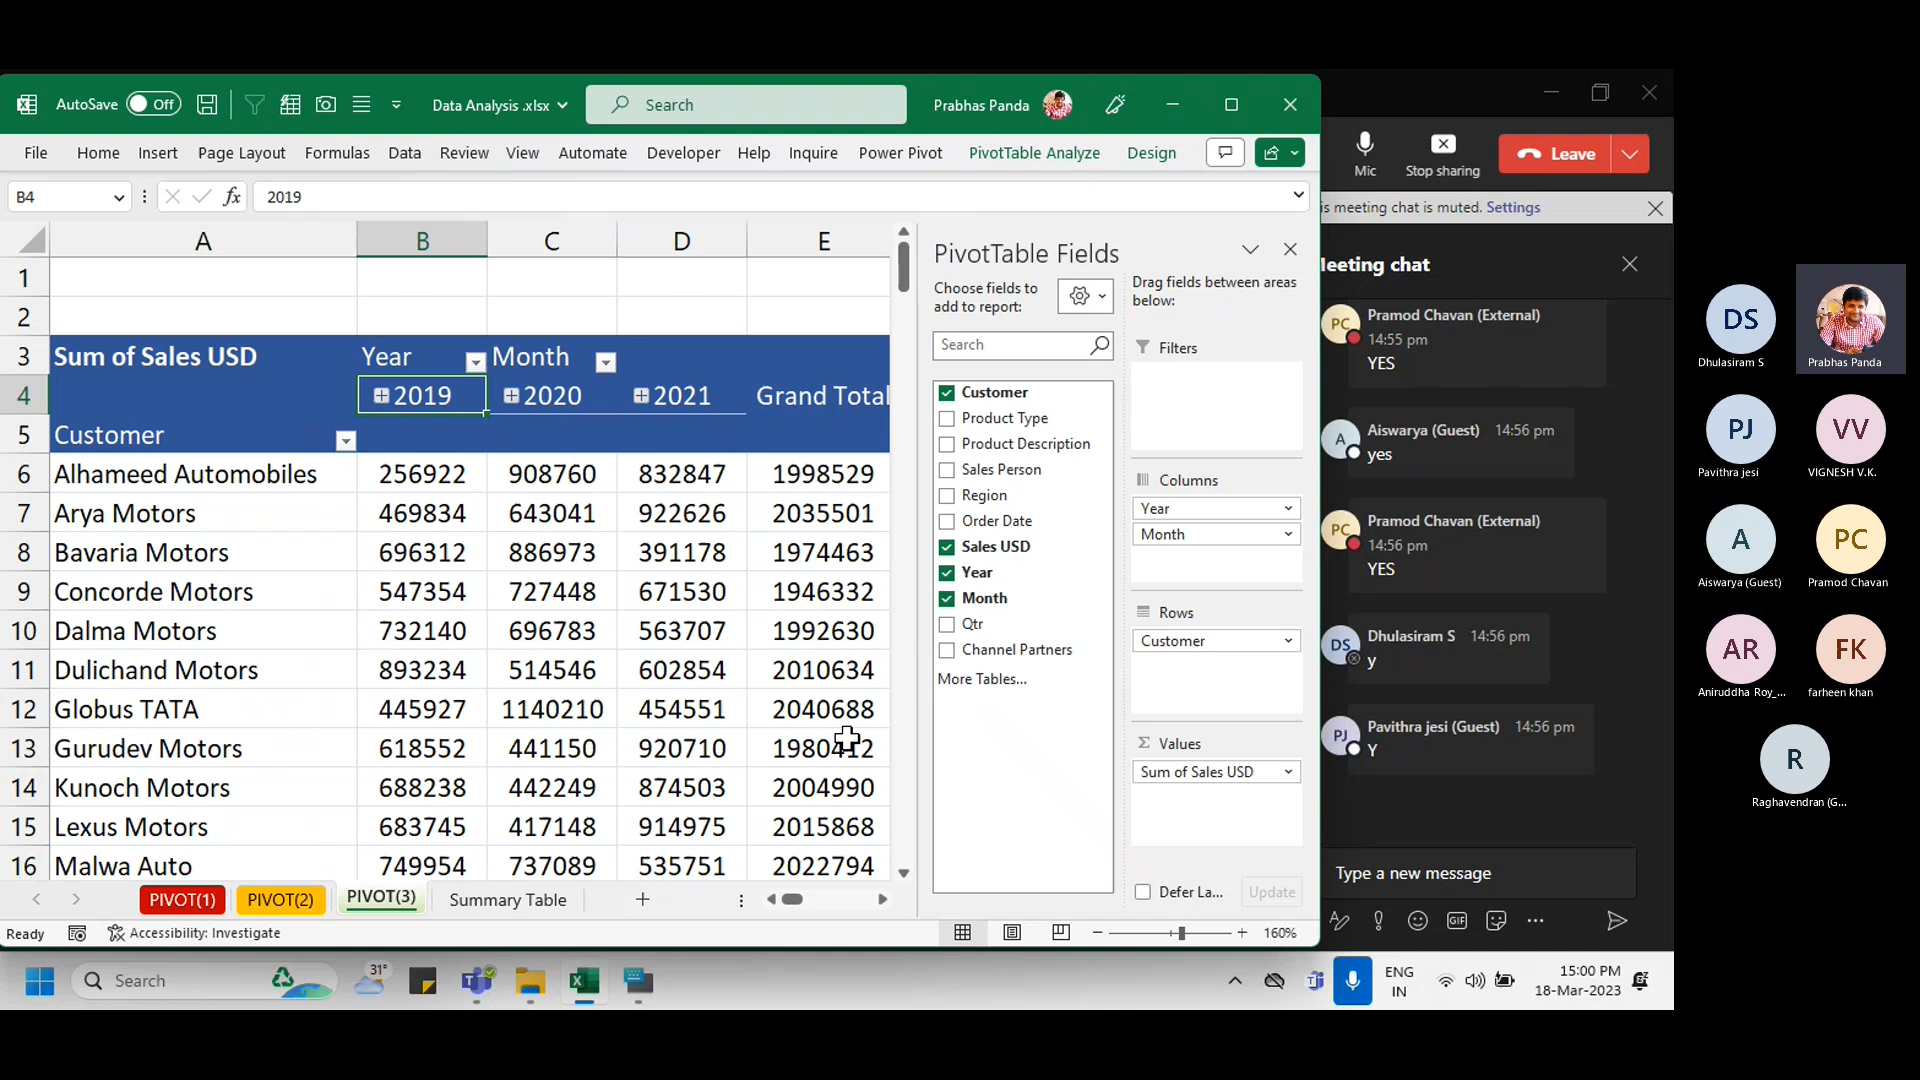 AutoSave Off Data Analysis .xlsx Search Prabhas Panda
File Home Insert Page Layout Formulas Data Review View Automate Developer Help Inquire Power Pivot PivotTable Analyze Design
B4 fx 2019
A B C D E
1
2
3 Sum of Sales USD Year Month
4 2019 2020 2021 Grand Total
5 Customer
6 Alhameed Automobiles 256922 908760 832847 1998529
7 Arya Motors 469834 643041 922626 2035501
8 Bavaria Motors 696312 886973 391178 1974463
9 Concorde Motors 547354 727448 671530 1946332
10 Dalma Motors 732140 696783 563707 1992630
11 Dulichand Motors 893234 514546 602854 2010634
12 Globus TATA 445927 1140210 454551 2040688
13 Gurudev Motors 618552 441150 920710
14 Kunoch Motors 688238 442249 874503 2004990
15 Lexus Motors 683745 417148 914975 2015868
16 Malwa Auto 749954 737089 535751 2022794
PIVOT(1) PIVOT(2) PIVOT(3) Summary Table
Ready Accessibility: Investigate 160%
PivotTable Fields
Choose fields to
add to report:
Search
Customer
Product Type
Product Description
Sales Person
Region
Order Date
Sales USD
Year
Month
Qtr
Channel Partners
More Tables...
Drag fields between areas
below:
Filters
Columns
Year
Month
Rows
Customer
Σ Values
Sum of Sales USD
Defer La... Update
Mic Stop sharing Leave
is meeting chat is muted. Settings
Meeting chat
PC Pramod Chavan (External)
14:55 pm
YES
A Aiswarya (Guest) 14:56 pm
yes
PC Pramod Chavan (External)
14:56 pm
YES
DS Dhulasiram S 14:56 pm
y
PJ Pavithra jesi (Guest) 14:56 pm
Y
Type a new message
GIF
Search 31° ENG
IN
15:00 PM
18-Mar-2023
DS
Dhulasiram S Prabhas Panda
PJ VV
Pavithra jesi VIGNESH V.K.
A PC
Aiswarya (Guest) Pramod Chavan
AR FK
Aniruddha Roy_... farheen khan
R
Raghavendran (G...